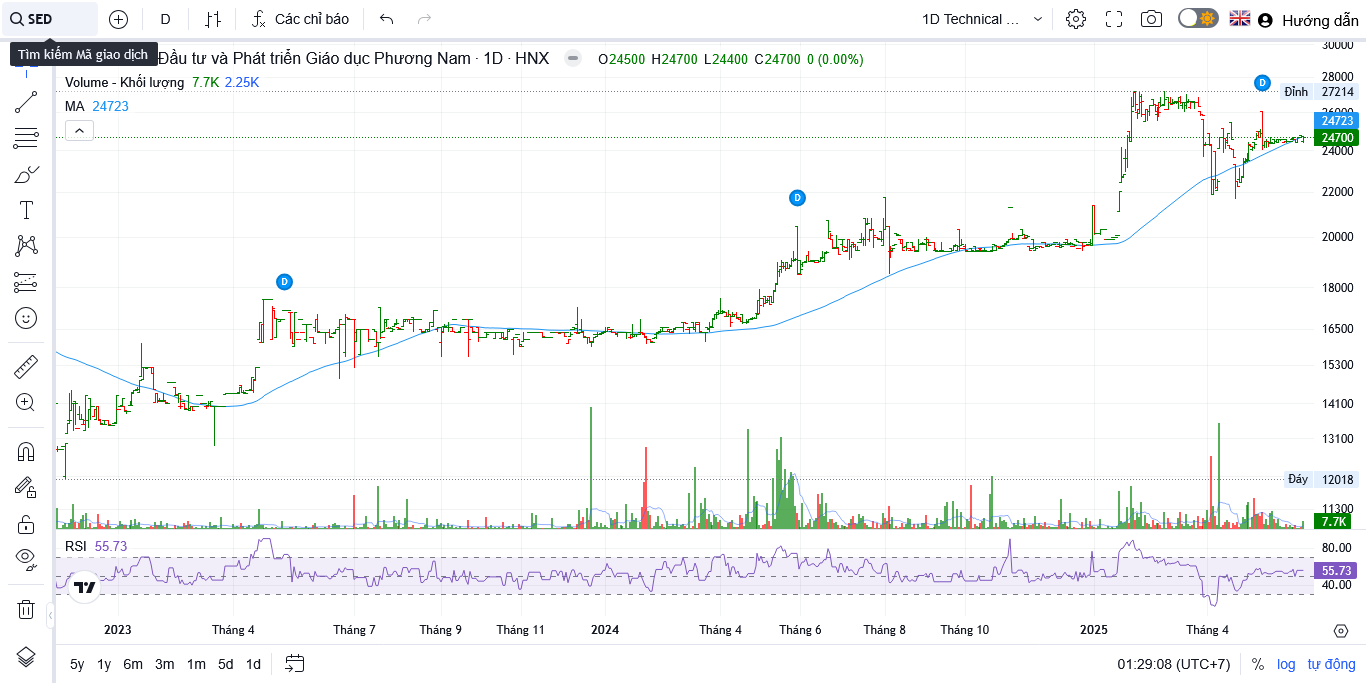 SED D Các chỉ báo 1D Technical ... Hướng dẫn
Tìm kiếm Mã giao dịch
Đầu tư và Phát triển Giáo dục Phương Nam · 1D · HNX O24500 H24700 L24400 C24700 0 (0.00%)
Volume - Khối lượng 7.7K 2.25K
MA 24723
30000
28000
D
Đỉnh 27214
26000
24723
24700
24000
22000
D
20000
D
18000
16500
15300
14100
13100
Đáy 12018
11300
7.7K
RSI 55.73
80.00
55.73
40.00
2023 Tháng 4 Tháng 7 Tháng 9 Tháng 11 2024 Tháng 4 Tháng 6 Tháng 8 Tháng 10 2025 Tháng 4
5y 1y 6m 3m 1m 5d 1d 01:29:08 (UTC+7) % log tự động